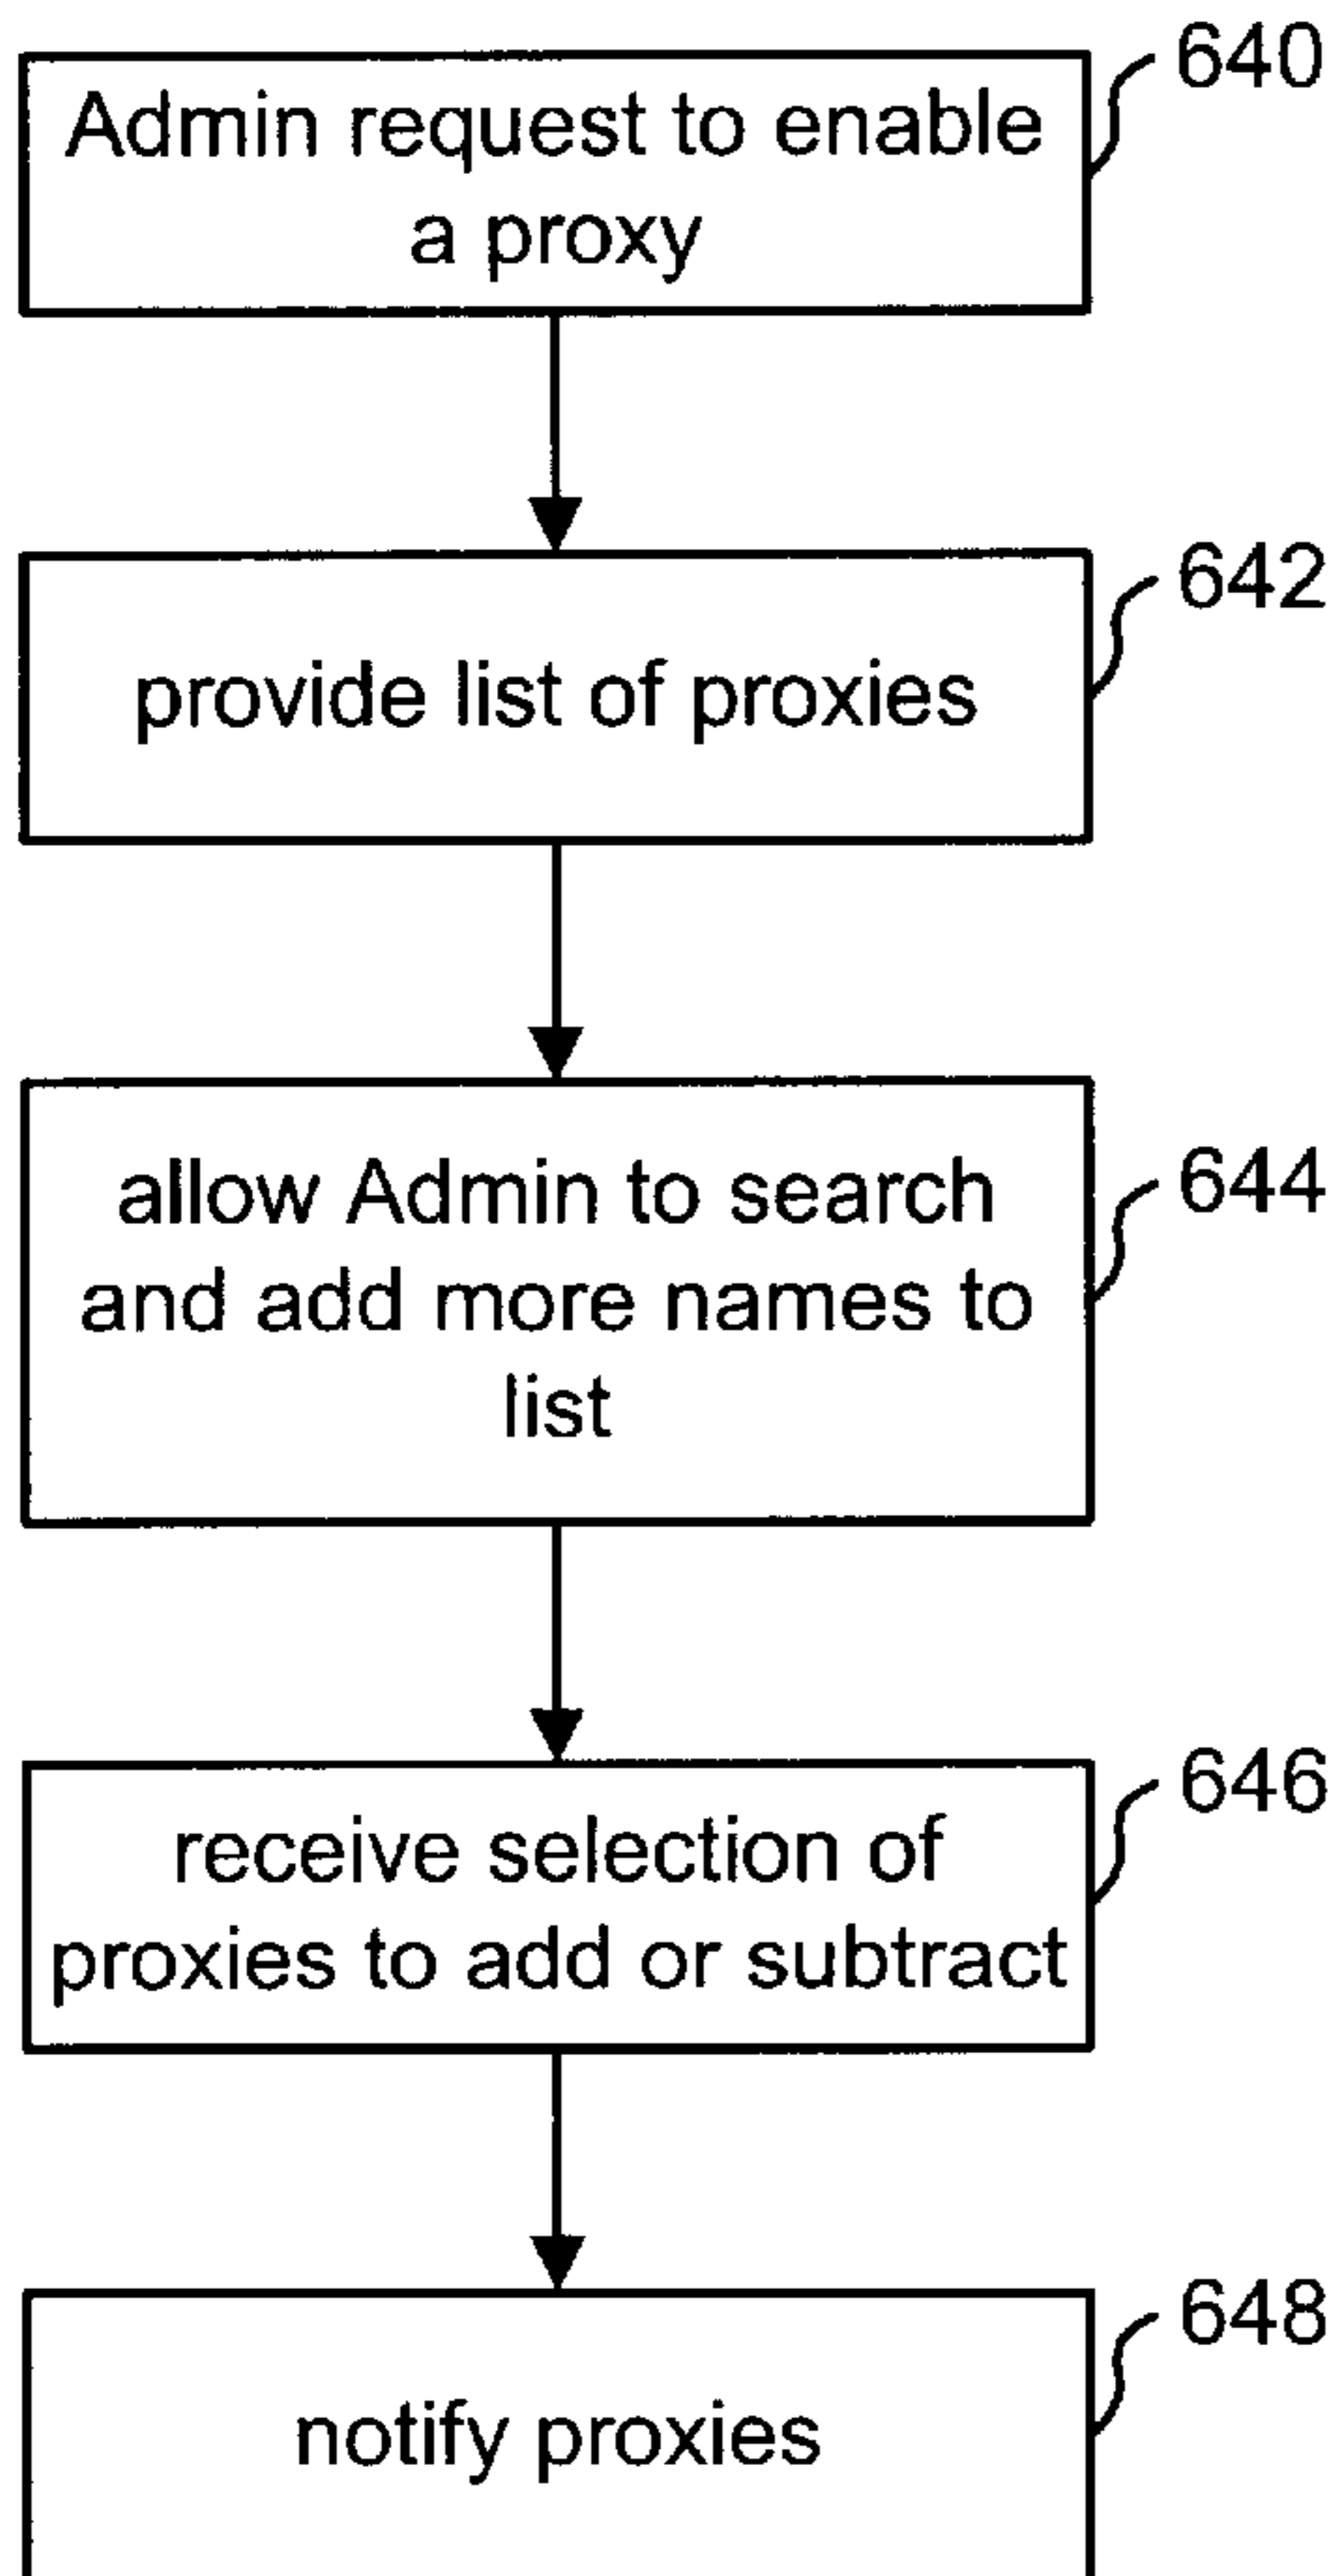 640
Admin request to enable
a proxy
642
provide list of proxies
644
allow Admin to search
and add more names to
list
646
receive selection of
proxies to add or subtract
648
notify proxies